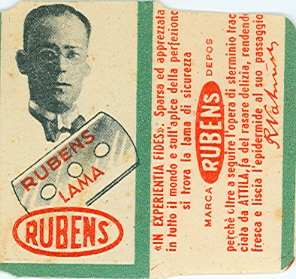 RUBENS
LAMA
RUBENS
«IN EXPERIENTIA FIDES»: Sparsa ed apprezzata
in tutto il mondo e sull'apice della perfezione
si trova la lama di sicurezza
MARCA RUBENS DEPOS
perchè oltre a seguire l'opera di sterminio trac
ciata da ATTILA, fa del rasare delizia, rendendo
fresca e liscia l'epidermide al suo passaggio